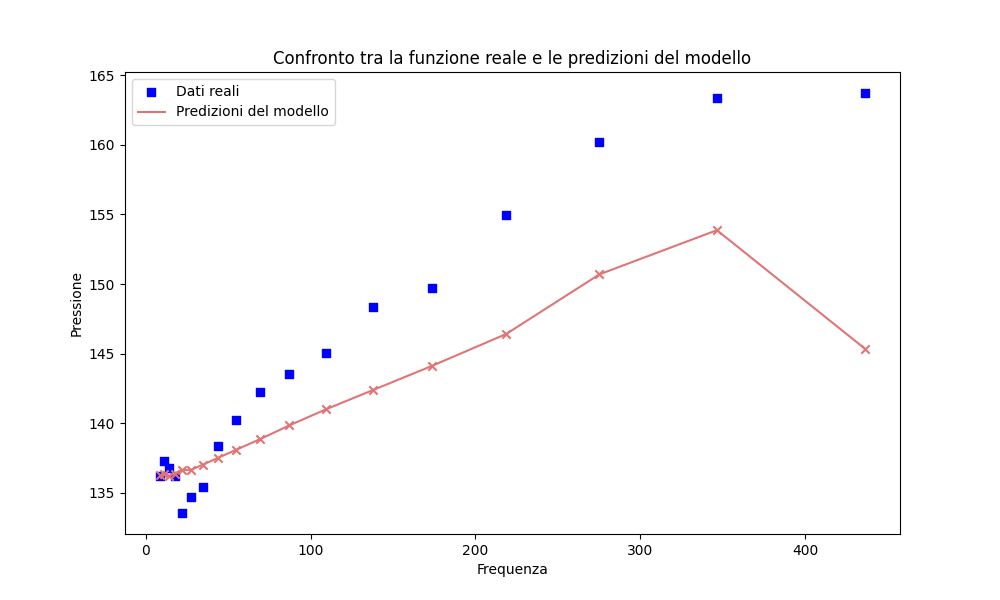 Confronto tra la funzione reale e le predizioni del modello
Dati reali
Predizioni del modello
165
160
155
150
145
140
135
Pressione
0
100
200
300
400
Frequenza